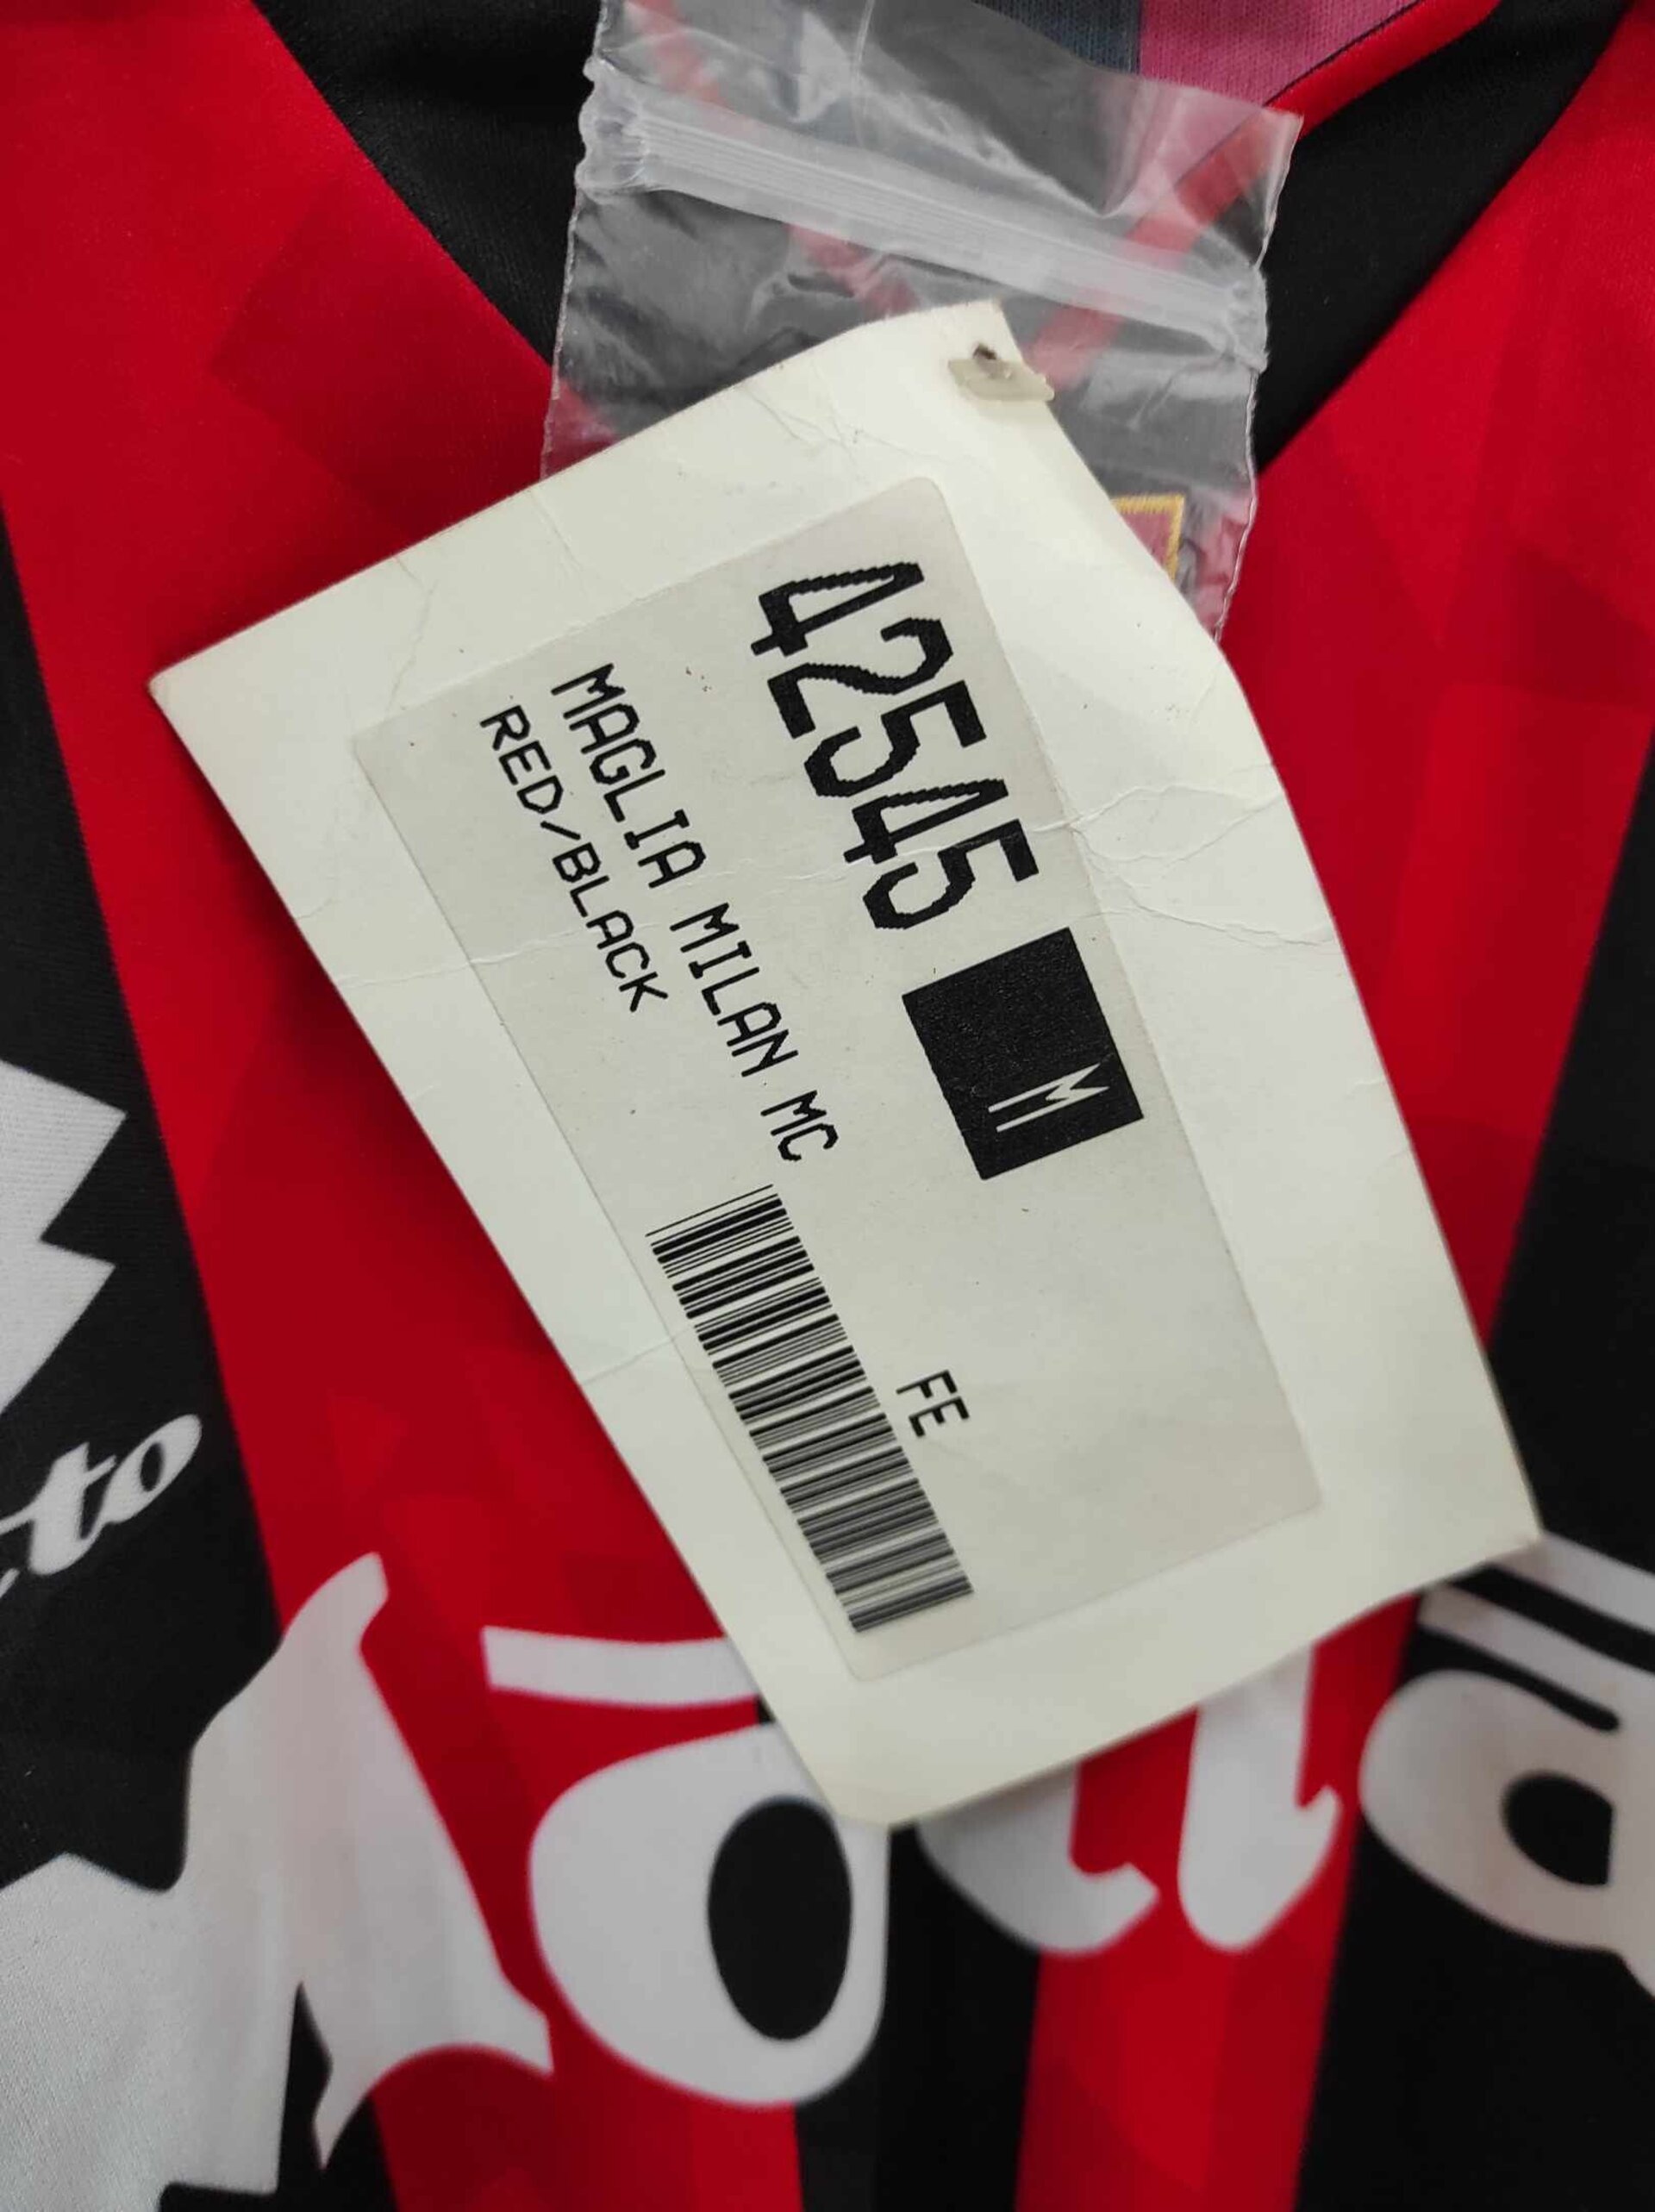 42545 M
MAGLIA MILAN MC
RED/BLACK
FE